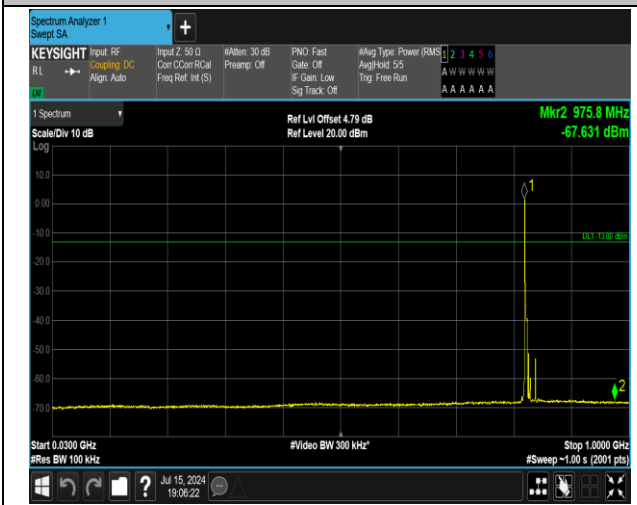 Spectrum Analyzer 1
Swept SA
+
KEYSIGHT
RL
Input: RF
Coupling: DC
Align: Auto
Input Z: 50 Ω
Corr CCorr RCal
Freq Ref: Int (S)
#Atten: 30 dB
Preamp: Off
PNO: Fast
Gate: Off
IF Gain: Low
Sig Track: Off
#Avg Type: Power (RMS
Avg|Hold: 5/5
Trig: Free Run
1 2 3 4 5 6
A W W W W W
A A A A A A
1 Spectrum
Scale/Div 10 dB
Ref Lvl Offset 4.79 dB
Ref Level 20.00 dBm
Mkr2 975.8 MHz
-67.631 dBm
Log
10.0
0.00
-10.0
-20.0
-30.0
-40.0
-50.0
-60.0
-70.0
1
DL1 -13.00 dBm
2
Start 0.0300 GHz
#Res BW 100 kHz
#Video BW 300 kHz*
Stop 1.0000 GHz
#Sweep ~1.00 s (2001 pts)
?
Jul 15, 2024
19:06:22